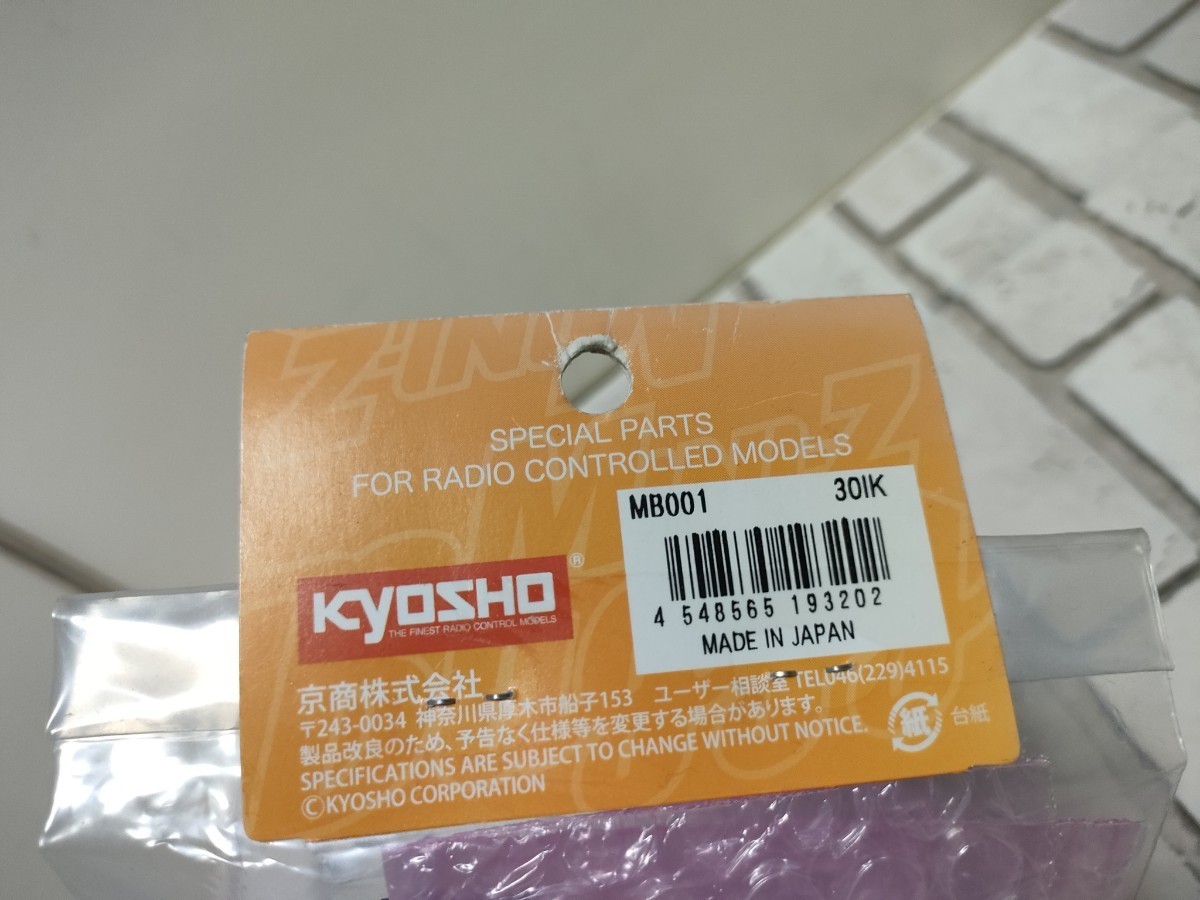 SPECIAL PARTS
FOR RADIO CONTROLLED MODELS
MB001 30IK
4 548565 193202
MADE IN JAPAN
KYOSHO®
THE FINEST RADIO CONTROL MODELS
京商株式会社
〒243-0034 神奈川県厚木市船子153 ユーザー相談室 TEL046(229)4115
製品改良のため、予告なく仕様等を変更する場合があります。
SPECIFICATIONS ARE SUBJECT TO CHANGE WITHOUT NOTICE.
©KYOSHO CORPORATION
紙 台紙